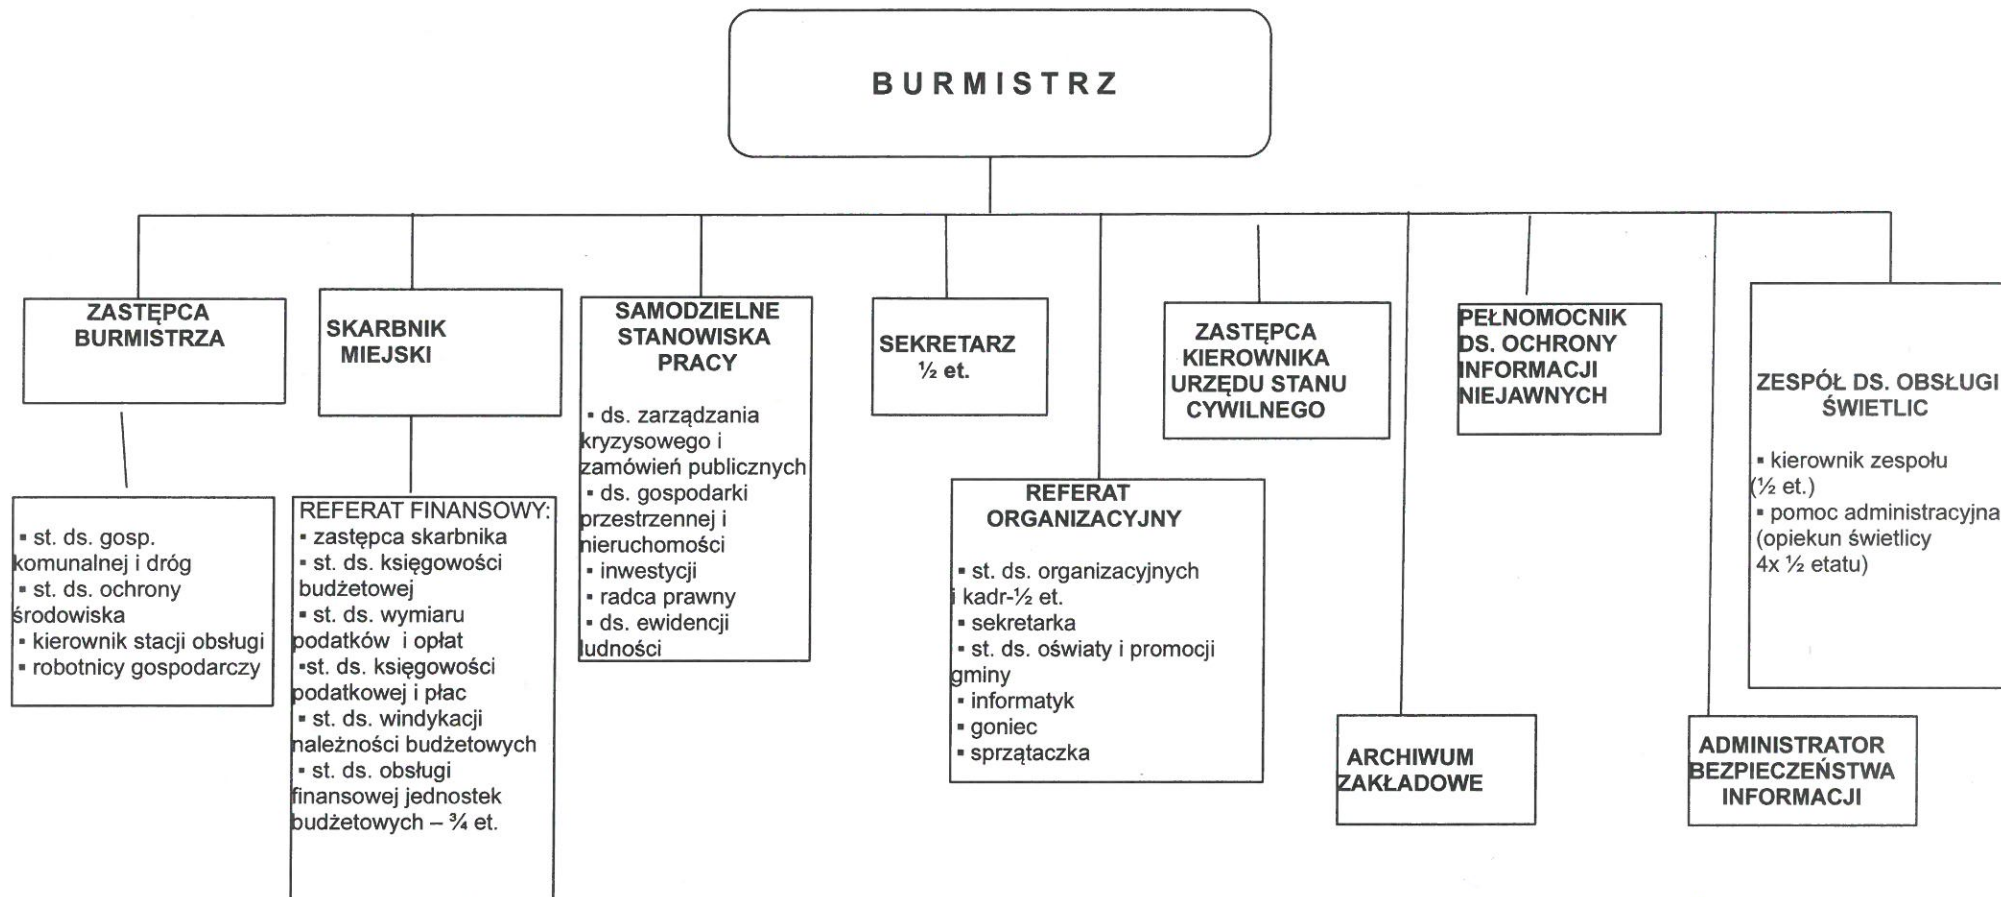 BURMISTRZ
ZASTĘPCA
BURMISTRZA
▪ st. ds. gosp.
komunalnej i dróg
▪ st. ds. ochrony
środowiska
▪ kierownik stacji obsługi
▪ robotnicy gospodarczy
SKARBNIK
MIEJSKI
REFERAT FINANSOWY:
▪ zastępca skarbnika
▪ st. ds. księgowości
budżetowej
▪ st. ds. wymiaru
podatków i opłat
▪st. ds. księgowości
podatkowej i płac
▪ st. ds. windykacji
należności budżetowych
▪ st. ds. obsługi
finansowej jednostek
budżetowych – ¾ et.
SAMODZIELNE
STANOWISKA
PRACY
▪ ds. zarządzania
kryzysowego i
zamówień publicznych
▪ ds. gospodarki
przestrzennej i
nieruchomości
▪ inwestycji
▪ radca prawny
▪ ds. ewidencji
ludności
SEKRETARZ
½ et.
REFERAT
ORGANIZACYJNY
▪ st. ds. organizacyjnych
i kadr-½ et.
▪ sekretarka
▪ st. ds. oświaty i promocji
gminy
▪ informatyk
▪ goniec
▪ sprzątaczka
ZASTĘPCA
KIEROWNIKA
URZĘDU STANU
CYWILNEGO
ARCHIWUM
ZAKŁADOWE
PEŁNOMOCNIK
DS. OCHRONY
INFORMACJI
NIEJAWNYCH
ADMINISTRATOR
BEZPIECZEŃSTWA
INFORMACJI
ZESPÓŁ DS. OBSŁUGI
ŚWIETLIC
▪ kierownik zespołu
(½ et.)
▪ pomoc administracyjna
(opiekun świetlicy
4x ½ etatu)